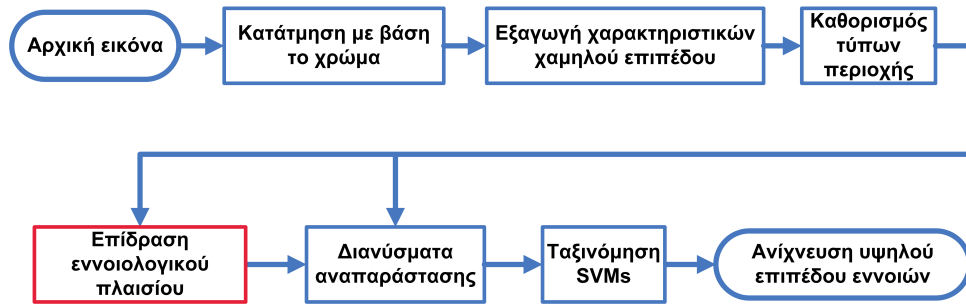 Αρχική εικόνα
Κατάτμηση με βάση
το χρώμα
Εξαγωγή χαρακτηριστικών
χαμηλού επιπέδου
Καθορισμός
τύπων
περιοχής
Επίδραση
εννοιολογικού
πλαισίου
Διανύσματα
αναπαράστασης
Ταξινόμηση
SVMs
Ανίχνευση υψηλού
επιπέδου εννοιών